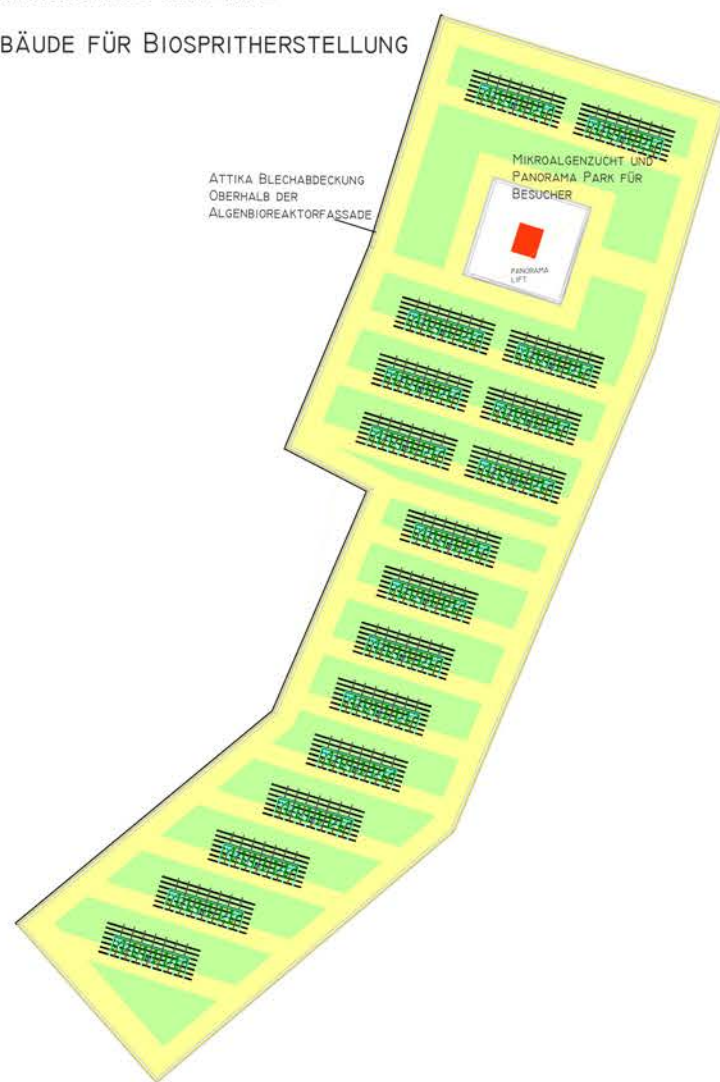 BÄUDE FÜR BIOSPRITHERSTELLUNG
ATTIKA BLECHABDECKUNG
OBERHALB DER
ALGENBIOREAKTORFASSADE
MIKROALGENZUCHT UND
PANORAMA PARK FÜR
BESUCHER
PANORAMA
LIFT